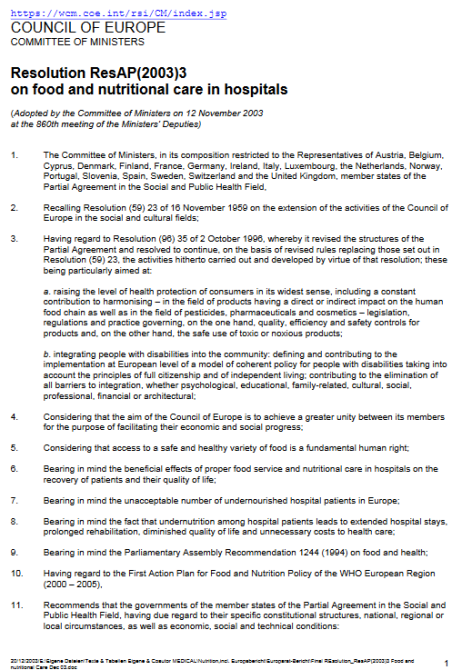 https://wcm.coe.int/rsi/CM/index.jsp
COUNCIL OF EUROPE
COMMITTEE OF MINISTERS
Resolution ResAP(2003)3
on food and nutritional care in hospitals
(Adopted by the Committee of Ministers on 12 November 2003
at the 860th meeting of the Ministers' Deputies)
1. The Committee of Ministers, in its composition restricted to the Representatives of Austria, Belgium,
Cyprus, Denmark, Finland, France, Germany, Ireland, Italy, Luxembourg, the Netherlands, Norway,
Portugal, Slovenia, Spain, Sweden, Switzerland and the United Kingdom, member states of the
Partial Agreement in the Social and Public Health Field,
2. Recalling Resolution (59) 23 of 16 November 1959 on the extension of the activities of the Council of
Europe in the social and cultural fields;
3. Having regard to Resolution (96) 35 of 2 October 1996, whereby it revised the structures of the
Partial Agreement and resolved to continue, on the basis of revised rules replacing those set out in
Resolution (59) 23, the activities hitherto carried out and developed by virtue of that resolution; these
being particularly aimed at:
a. raising the level of health protection of consumers in its widest sense, including a constant
contribution to harmonising – in the field of products having a direct or indirect impact on the human
food chain as well as in the field of pesticides, pharmaceuticals and cosmetics – legislation,
regulations and practice governing, on the one hand, quality, efficiency and safety controls for
products and, on the other hand, the safe use of toxic or noxious products;
b. integrating people with disabilities into the community: defining and contributing to the
implementation at European level of a model of coherent policy for people with disabilities taking into
account the principles of full citizenship and of independent living; contributing to the elimination of
all barriers to integration, whether psychological, educational, family-related, cultural, social,
professional, financial or architectural;
4. Considering that the aim of the Council of Europe is to achieve a greater unity between its members
for the purpose of facilitating their economic and social progress;
5. Considering that access to a safe and healthy variety of food is a fundamental human right;
6. Bearing in mind the beneficial effects of proper food service and nutritional care in hospitals on the
recovery of patients and their quality of life;
7. Bearing in mind the unacceptable number of undernourished hospital patients in Europe;
8. Bearing in mind the fact that undernutrition among hospital patients leads to extended hospital stays,
prolonged rehabilitation, diminished quality of life and unnecessary costs to health care;
9. Bearing in mind the Parliamentary Assembly Recommendation 1244 (1994) on food and health;
10. Having regard to the First Action Plan for Food and Nutrition Policy of the WHO European Region
(2000 – 2005),
11. Recommends that the governments of the member states of the Partial Agreement in the Social and
Public Health Field, having due regard to their specific constitutional structures, national, regional or
local circumstances, as well as economic, social and technical conditions:
Dateien\Texte & Tabellen Eigene & MEDICAL\Nutrition
nutritional Care Dec 03.doc
1